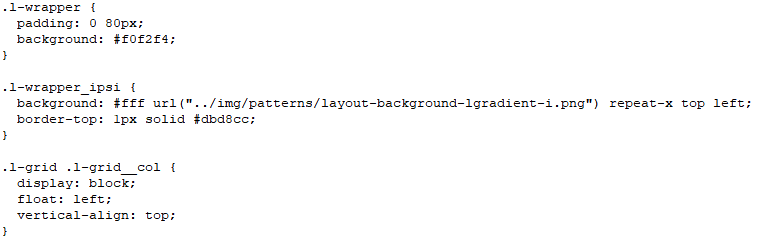 .l-wrapper {
  padding: 0 80px;
  background: #f0f2f4;
}

.l-wrapper_ipsi {
  background: #fff url("../img/patterns/layout-background-lgradient-i.png") repeat-x top left;
  border-top: 1px solid #dbd8cc;
}

.l-grid .l-grid__col {
  display: block;
  float: left;
  vertical-align: top;
}